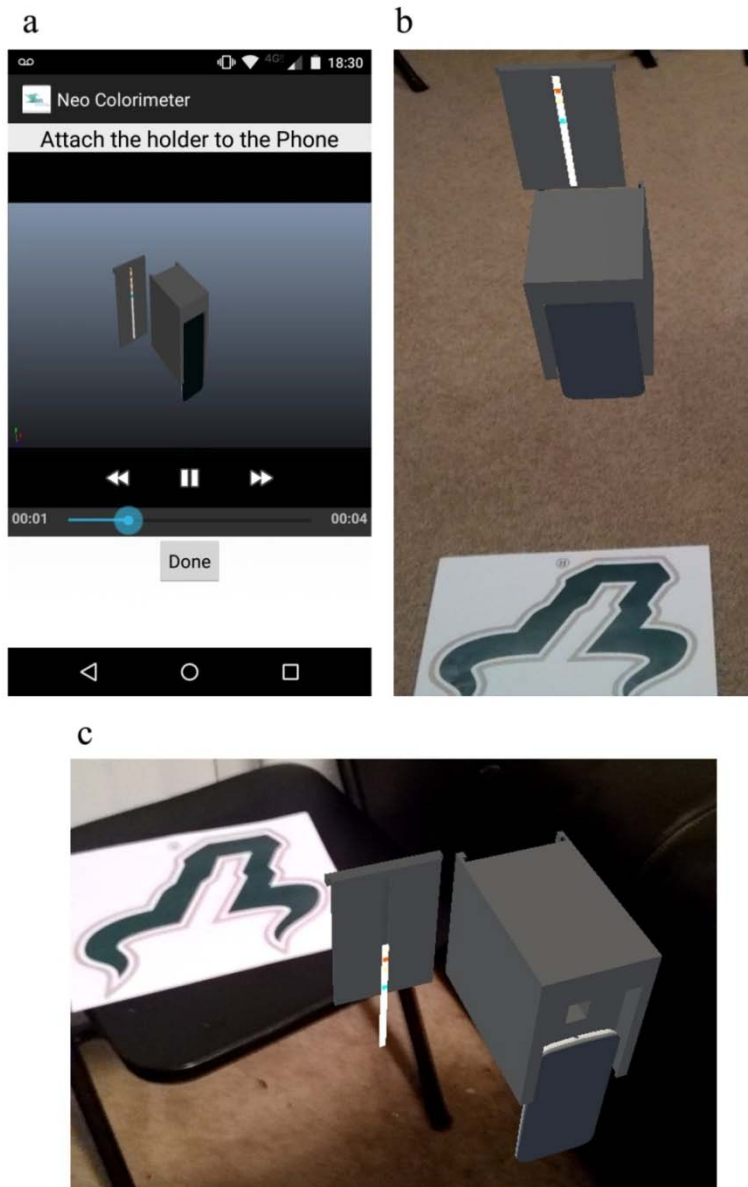 a
18:30
Neo Colorimeter
Attach the holder to the Phone
00:01
00:04
Done
b
c